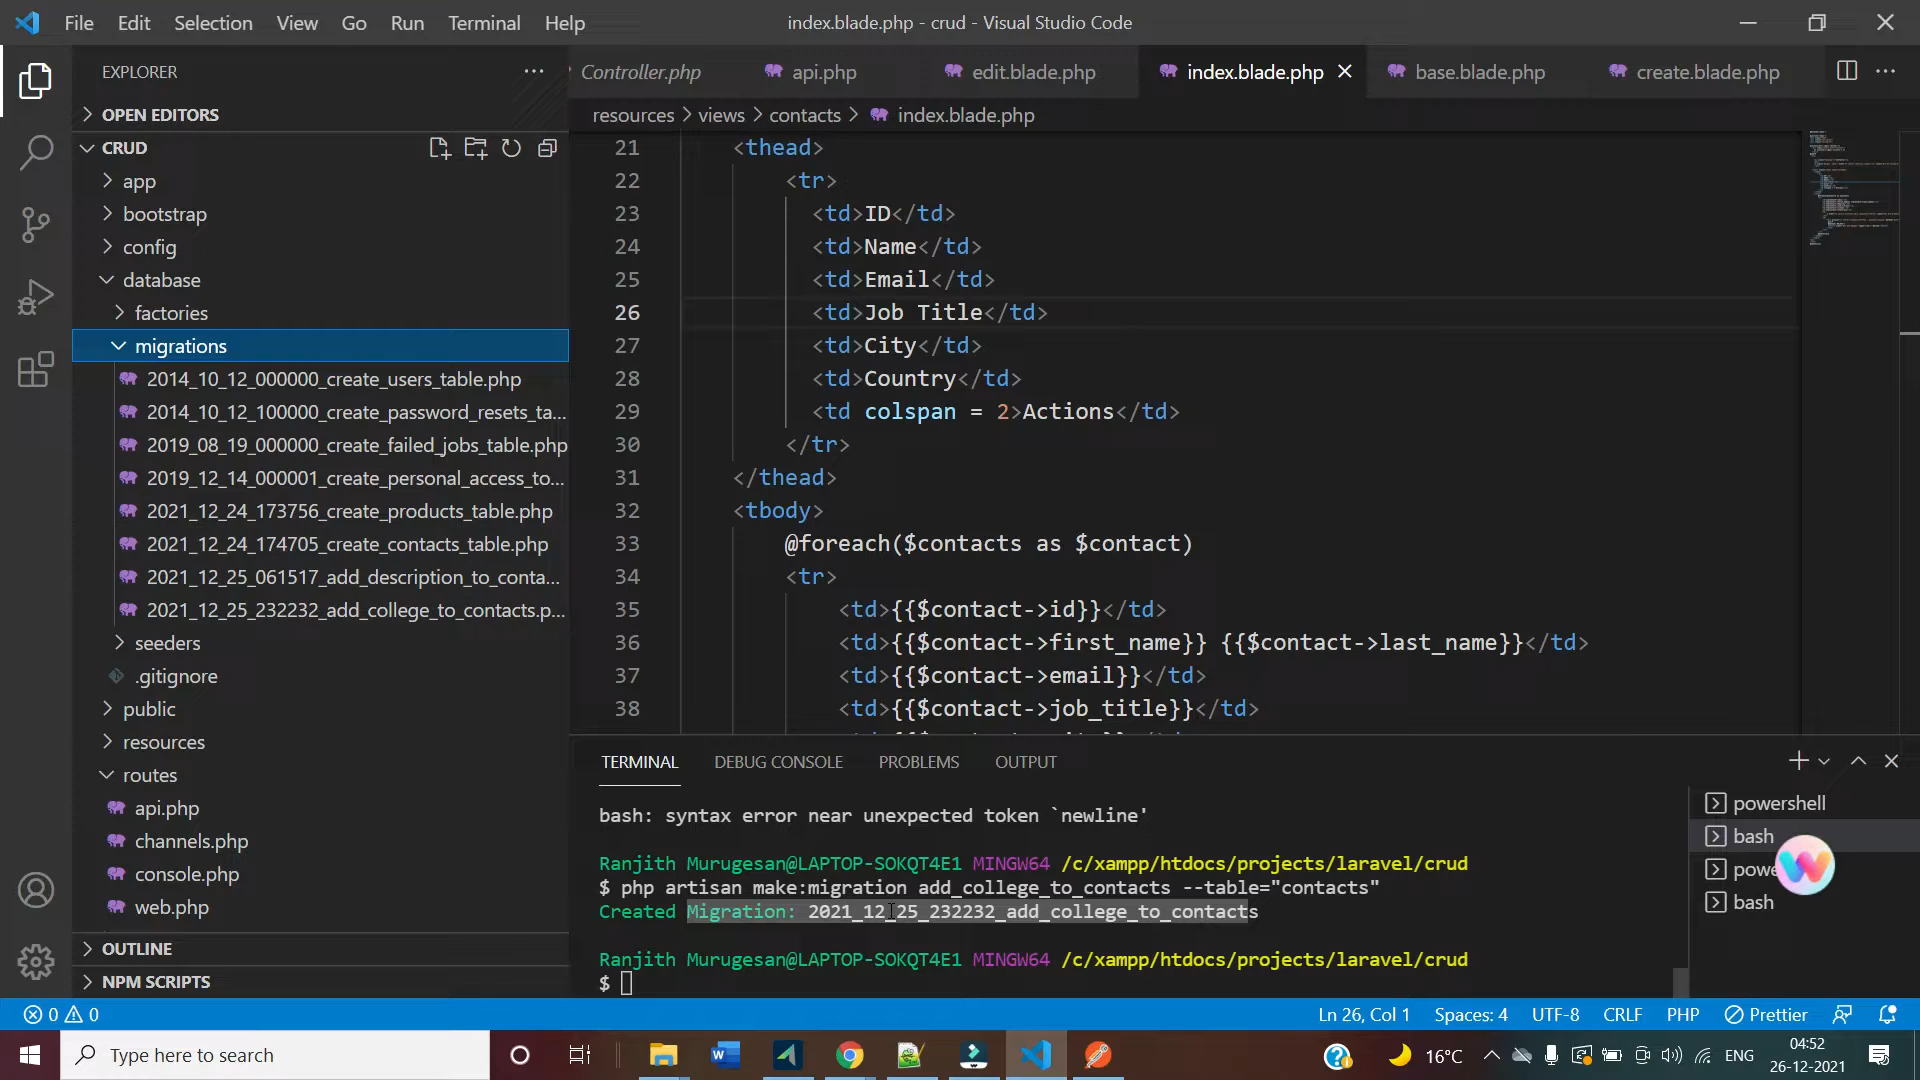 File Edit Selection View Go Run Terminal Help
index.blade.php - crud - Visual Studio Code
EXPLORER
Controller.php
api.php
edit.blade.php
index.blade.php
base.blade.php
create.blade.php
OPEN EDITORS
resources > views > contacts > index.blade.php
CRUD
app
bootstrap
config
database
factories
migrations
2014_10_12_000000_create_users_table.php
2014_10_12_100000_create_password_resets_ta...
2019_08_19_000000_create_failed_jobs_table.php
2019_12_14_000001_create_personal_access_to...
2021_12_24_173756_create_products_table.php
2021_12_24_174705_create_contacts_table.php
2021_12_25_061517_add_description_to_conta...
2021_12_25_232232_add_college_to_contacts.p...
seeders
.gitignore
public
resources
routes
api.php
channels.php
console.php
web.php
OUTLINE
NPM SCRIPTS
21 <thead>
22 <tr>
23 <td>ID</td>
24 <td>Name</td>
25 <td>Email</td>
26 <td>Job Title</td>
27 <td>City</td>
28 <td>Country</td>
29 <td colspan = 2>Actions</td>
30 </tr>
31 </thead>
32 <tbody>
33 @foreach($contacts as $contact)
34 <tr>
35 <td>{{$contact->id}}</td>
36 <td>{{$contact->first_name}} {{$contact->last_name}}</td>
37 <td>{{$contact->email}}</td>
38 <td>{{$contact->job_title}}</td>
TERMINAL DEBUG CONSOLE PROBLEMS OUTPUT
bash: syntax error near unexpected token `newline'
Ranjith Murugesan@LAPTOP-SOKQT4E1 MINGW64 /c/xampp/htdocs/projects/laravel/crud
$ php artisan make:migration add_college_to_contacts --table="contacts"
Created Migration: 2021_12_25_232232_add_college_to_contacts
Ranjith Murugesan@LAPTOP-SOKQT4E1 MINGW64 /c/xampp/htdocs/projects/laravel/crud
$
powershell
bash
powe
bash
0 0
Ln 26, Col 1 Spaces: 4 UTF-8 CRLF PHP Prettier
Type here to search
16°C
ENG
04:52
26-12-2021